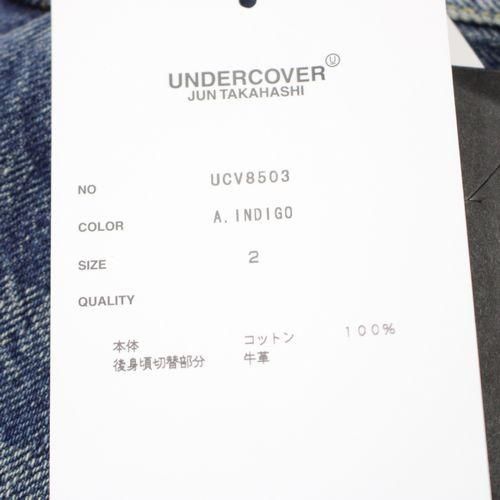 UNDERCOVER Ⓤ
JUN TAKAHASHI
NO UCV8503
COLOR A.INDIGO
SIZE 2
QUALITY
本体 コットン 100%
後身頃切替部分 牛革